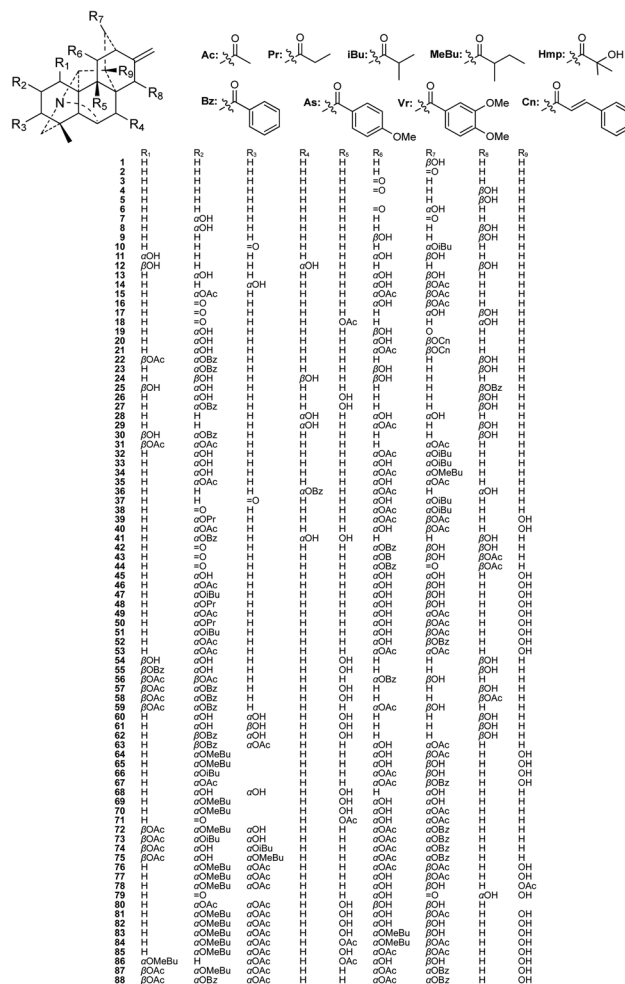 R7
R6
R1
R9
R2
R8
N
R5
R3
R4
Ac: O
Pr: O
iBu: O
MeBu: O
Hmp: O OH
Bz: O
As: O OMe
Vr: O OMe OMe
Cn: O
R1 R2 R3 R4 R5 R6 R7 R8 R9
1 H H H H H H βOH H H
2 H H H H H H =O H H
3 H H H H H =O H H H
4 H H H H H =O H βOH H
5 H H H H H H H βOH H
6 H H H H H =O αOH H H
7 H αOH H H H H =O H H
8 H αOH H H H H H βOH H
9 H H H H H βOH H βOH H
10 H H =O H H H αOiBu H H
11 αOH H H H H αOH βOH H H
12 βOH H H αOH H H H βOH H
13 H αOH H H H αOH βOH H H
14 H H αOH H H αOH βOAc H H
15 H αOAc H H H αOAc βOAc H H
16 H =O H H H αOH βOAc H H
17 H =O H H H H αOH βOH H
18 H =O H H OAc H H αOH H
19 H αOH H H H βOH O H H
20 H αOH H H H αOH βOCn H H
21 H αOH H H H αOAc βOCn H H
22 βOAc αOBz H H H H H βOH H
23 H αOBz H H H βOH H βOH H
24 H βOH H βOH H βOH H H H
25 βOH αOH H H H H H βOBz H
26 H αOH H H OH H H βOH H
27 H αOBz H H OH H H βOH H
28 H H H αOH H αOH αOH H H
29 H H H αOH H αOAc H βOH H
30 βOH αOBz H H H H H βOH H
31 βOAc αOAc H H H H αOAc H H
32 H αOH H H H αOAc αOiBu H H
33 H αOH H H H αOH αOiBu H H
34 H αOH H H H αOAc αOMeBu H H
35 H αOAc H H H αOH αOAc H H
36 H H H αOBz H αOAc H αOH H
37 H H =O H H αOH αOiBu H H
38 H =O H H H αOAc αOiBu H H
39 H αOPr H H H αOAc βOAc H OH
40 H αOAc H H H αOH βOAc H OH
41 H αOBz H αOH OH H H βOH H
42 H =O H H H αOBz βOH βOH H
43 H =O H H H αOB βOH βOAc H
44 H =O H H H αOBz =O βOAc H
45 H αOH H H H αOH αOH H OH
46 H αOAc H H H αOH βOH H OH
47 H αOiBu H H H αOH βOH H OH
48 H αOPr H H H αOH βOH H OH
49 H αOAc H H H αOH αOAc H OH
50 H αOPr H H H αOH βOAc H OH
51 H αOiBu H H H αOH βOAc H OH
52 H αOAc H H H αOH βOBz H OH
53 H αOAc H H H αOAc αOAc H OH
54 βOH αOH H H OH H H βOH H
55 βOBz αOH H H OH H H βOH H
56 βOAc αOAc H H H αOBz βOH H H
57 βOAc αOBz H H OH H H βOH H
58 βOAc αOBz H H OH H H βOAc H
59 βOAc αOBz H H H αOAc βOH H H
60 H αOH αOH H OH H H βOH H
61 H αOH βOH H OH H H βOH H
62 H βOBz αOH H OH H H βOH H
63 H βOBz αOAc H H αOH αOAc H H
64 H αOMeBu H H H αOH βOAc H OH
65 H αOMeBu H H H αOH βOH H OH
66 H αOiBu H H H αOAc βOH H OH
67 H αOAc H H H αOAc βOBz H OH
68 H αOH αOH H OH H αOH H H
69 H αOMeBu H H OH αOH αOH H H
70 H αOMeBu H H OH αOH αOAc H H
71 H =O H H OAc αOH αOAc H H
72 βOAc αOMeBu αOH H H αOAc αOBz H H
73 βOAc αOiBu αOH H H αOAc αOBz H H
74 βOAc αOH αOiBu H H αOAc αOBz H H
75 βOAc αOH αOMeBu H H αOAc αOBz H H
76 H αOMeBu αOAc H H αOAc βOAc H OH
77 H αOMeBu αOAc H H αOH βOAc H OH
78 H αOMeBu αOAc H H αOH βOH H OAc
79 H =O H H H αOH =O αOH OH
80 H αOAc αOAc H OH βOH βOH H H
81 H αOMeBu αOAc H OH αOH βOAc H OH
82 H αOMeBu αOAc H OH αOH βOH H OH
83 H αOMeBu αOAc H OH αOMeBu βOH H OH
84 H αOMeBu αOAc H OAc αOMeBu βOAc H OH
85 H αOMeBu αOAc H OH αOAc βOAc H OH
86 αOMeBu H αOAc H OAc αOH βOH H OH
87 βOAc αOMeBu αOAc H H αOAc αOBz H OH
88 βOAc αOBz αOAc H H αOAc αOBz H OH